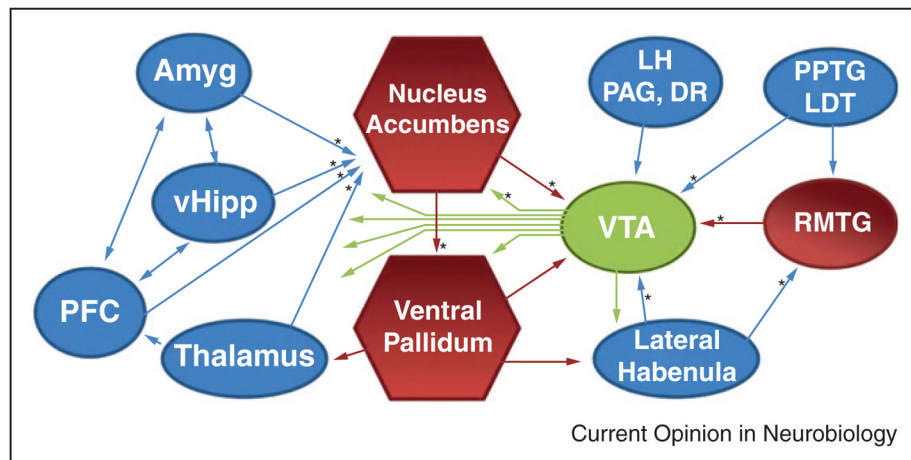 Amyg
Nucleus
Accumbens
LH
PAG, DR
PPTG
LDT
*
*
*
*
*
*
*
vHipp
*
VTA
*
RMTG
*
PFC
Thalamus
Ventral
Pallidum
*
*
Lateral
Habenula
Current Opinion in Neurobiology